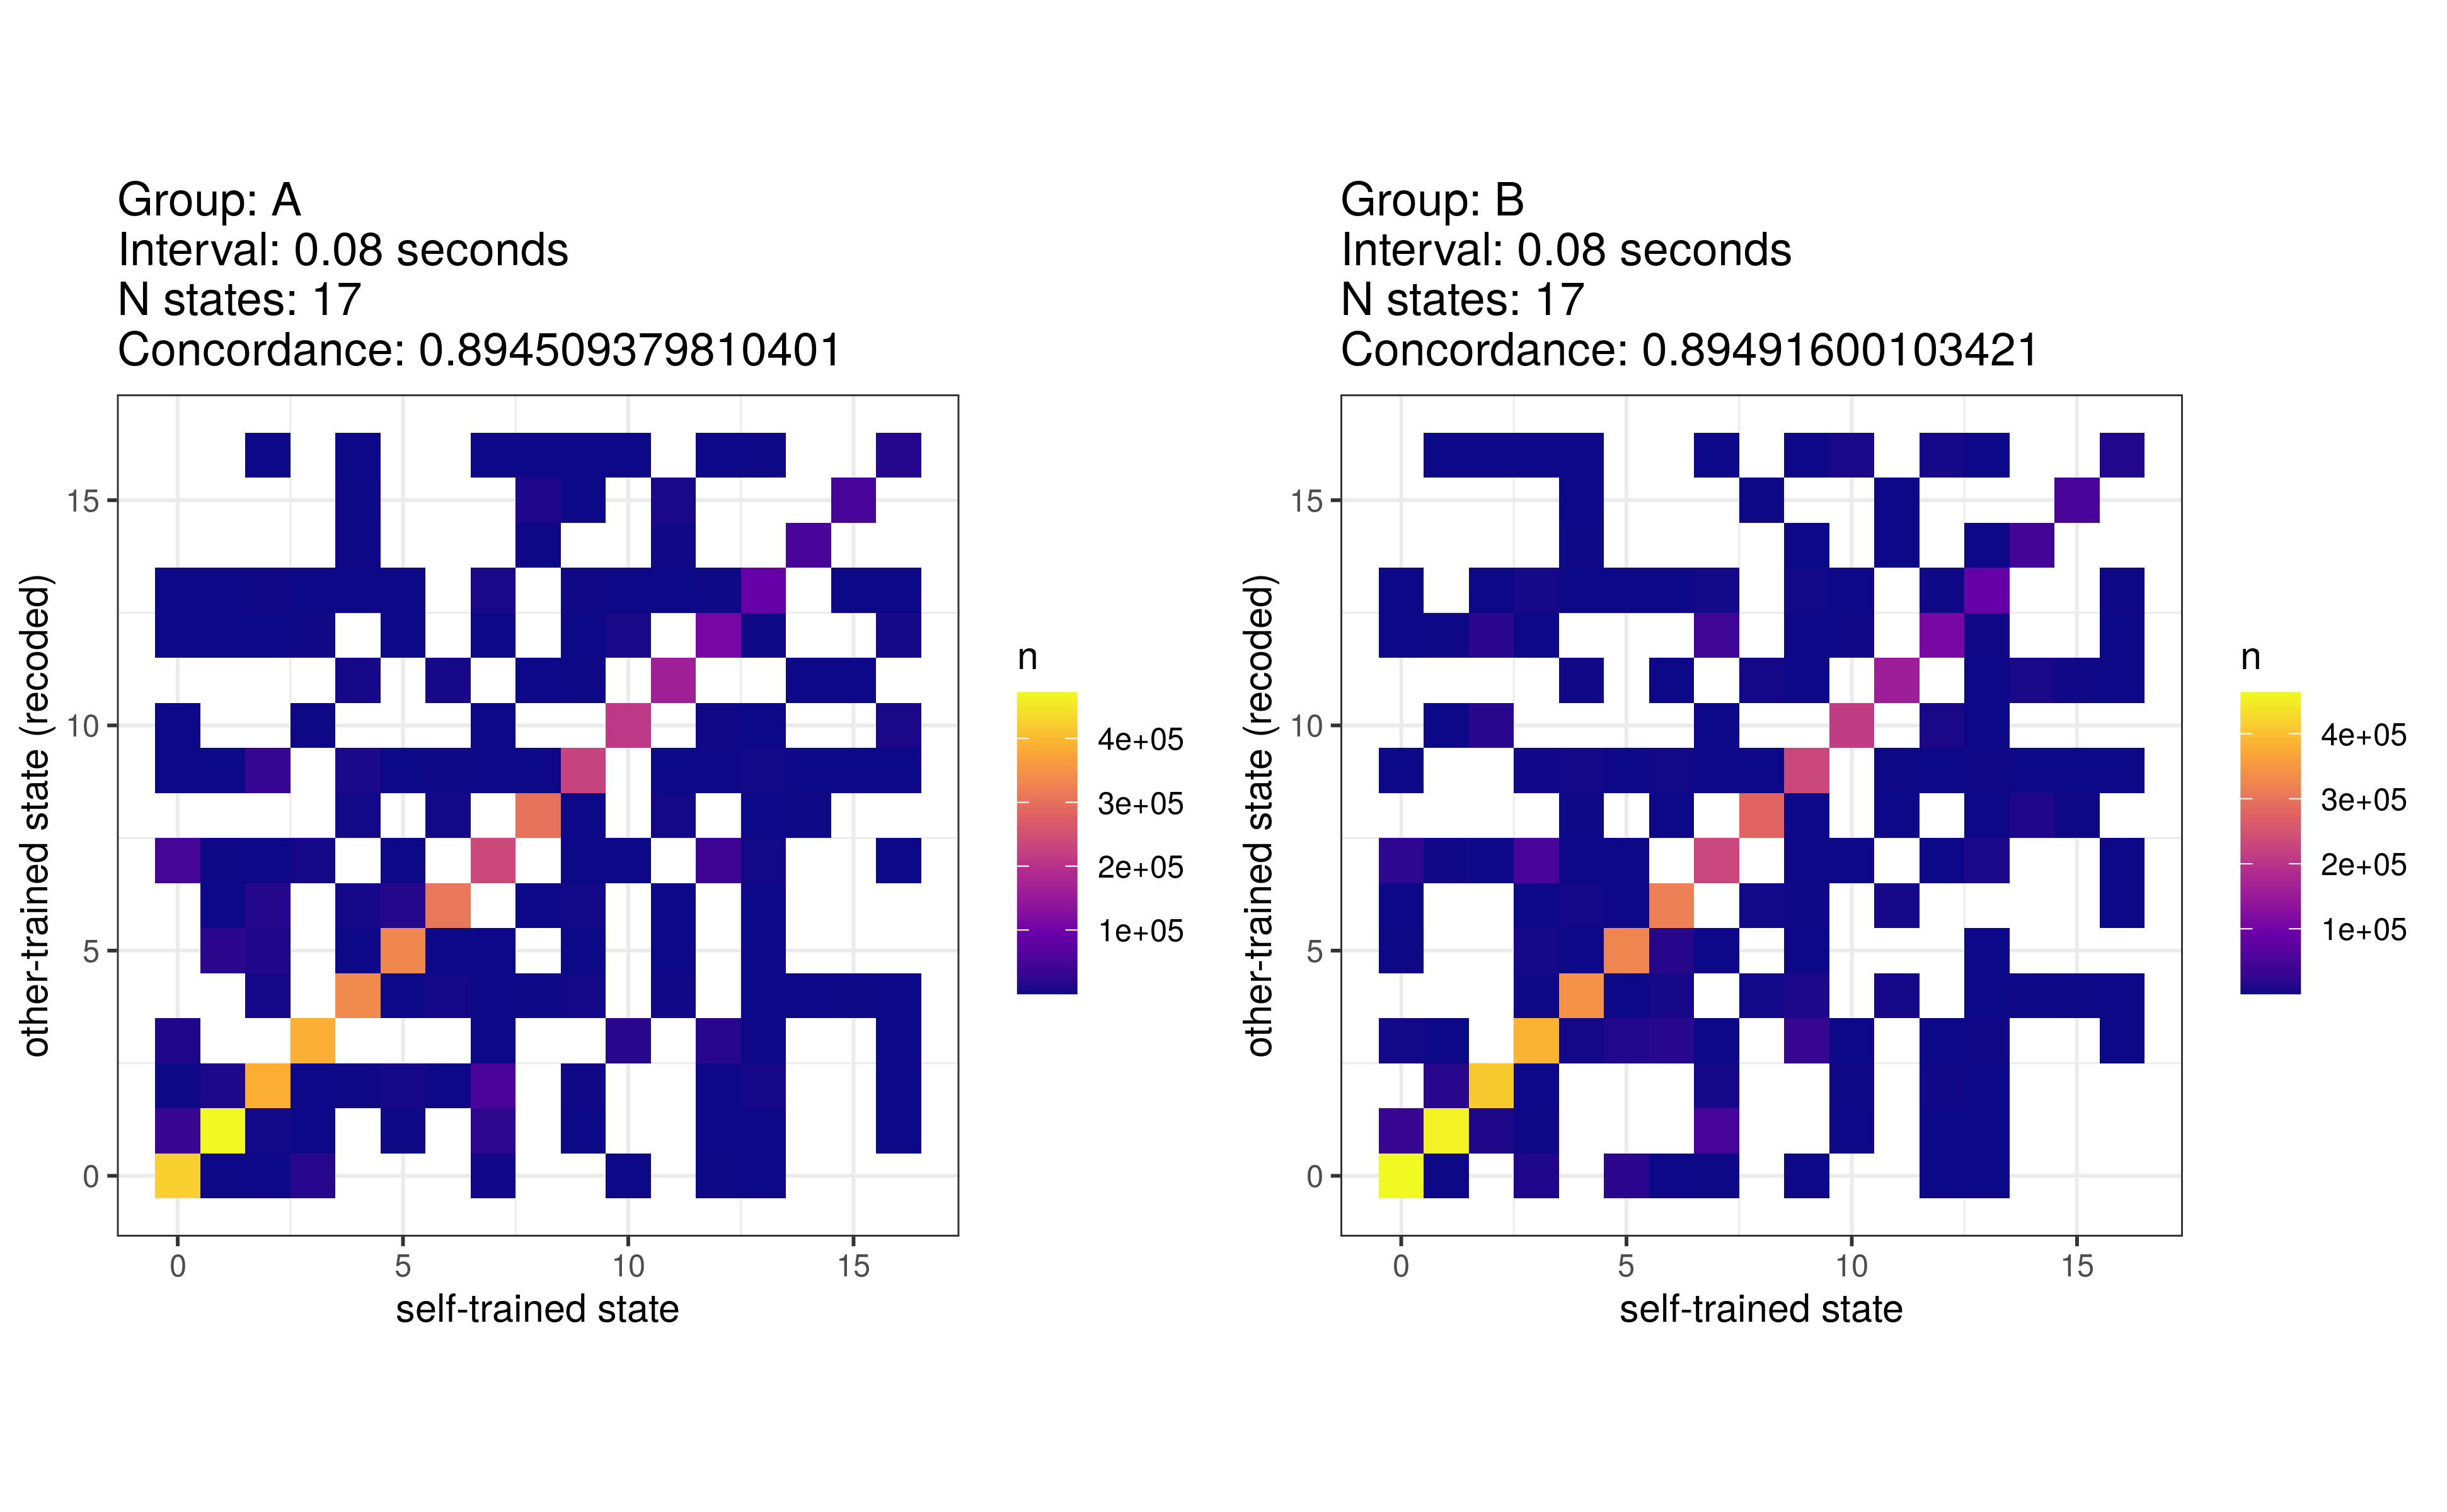 Group: A
Interval: 0.08 seconds
N states: 17
Concordance: 0.894509379810401
other-trained state (recoded)
15
10
5
0
0 5 10 15
self-trained state
n
4e+05
3e+05
2e+05
1e+05
Group: B
Interval: 0.08 seconds
N states: 17
Concordance: 0.89491600103421
other-trained state (recoded)
15
10
5
0
0 5 10 15
self-trained state
n
4e+05
3e+05
2e+05
1e+05